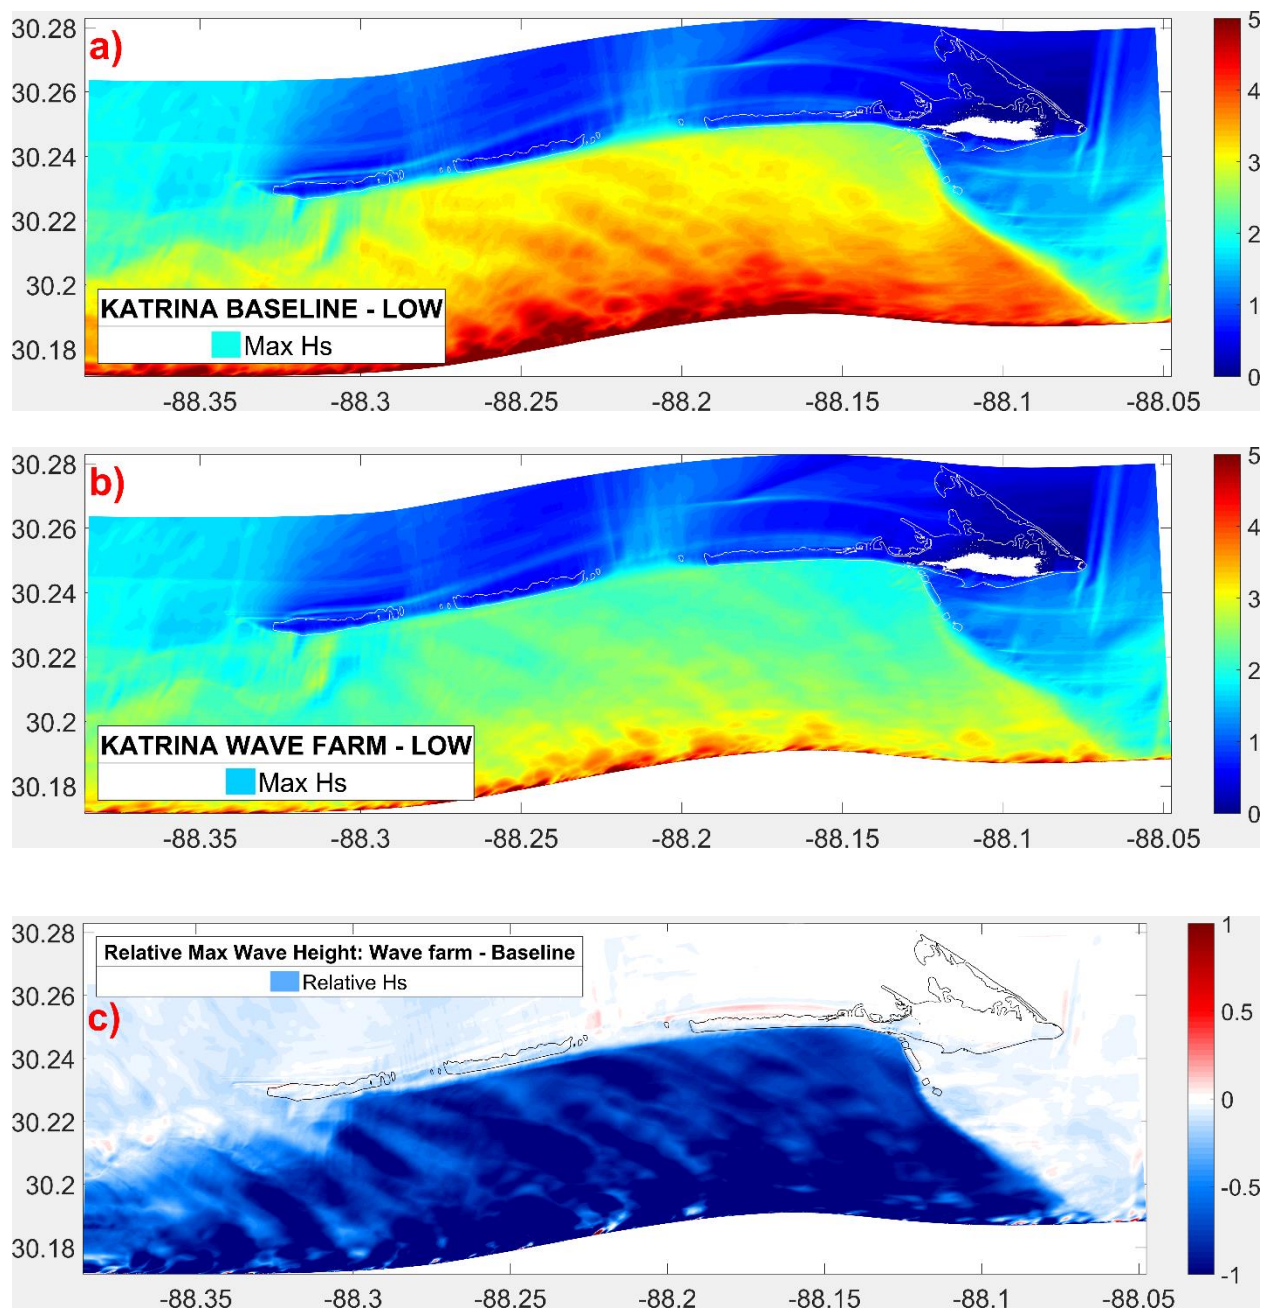 a)
30.28
30.26
30.24
30.22
30.2
30.18
KATRINA BASELINE - LOW
Max Hs
-88.35 -88.3 -88.25 -88.2 -88.15 -88.1 -88.05
5
4
3
2
1
0
b)
30.28
30.26
30.24
30.22
30.2
30.18
KATRINA WAVE FARM - LOW
Max Hs
-88.35 -88.3 -88.25 -88.2 -88.15 -88.1 -88.05
5
4
3
2
1
0
30.28
30.26
30.24
30.22
30.2
30.18
Relative Max Wave Height: Wave farm - Baseline
Relative Hs
c)
-88.35 -88.3 -88.25 -88.2 -88.15 -88.1 -88.05
1
0.5
0
-0.5
-1